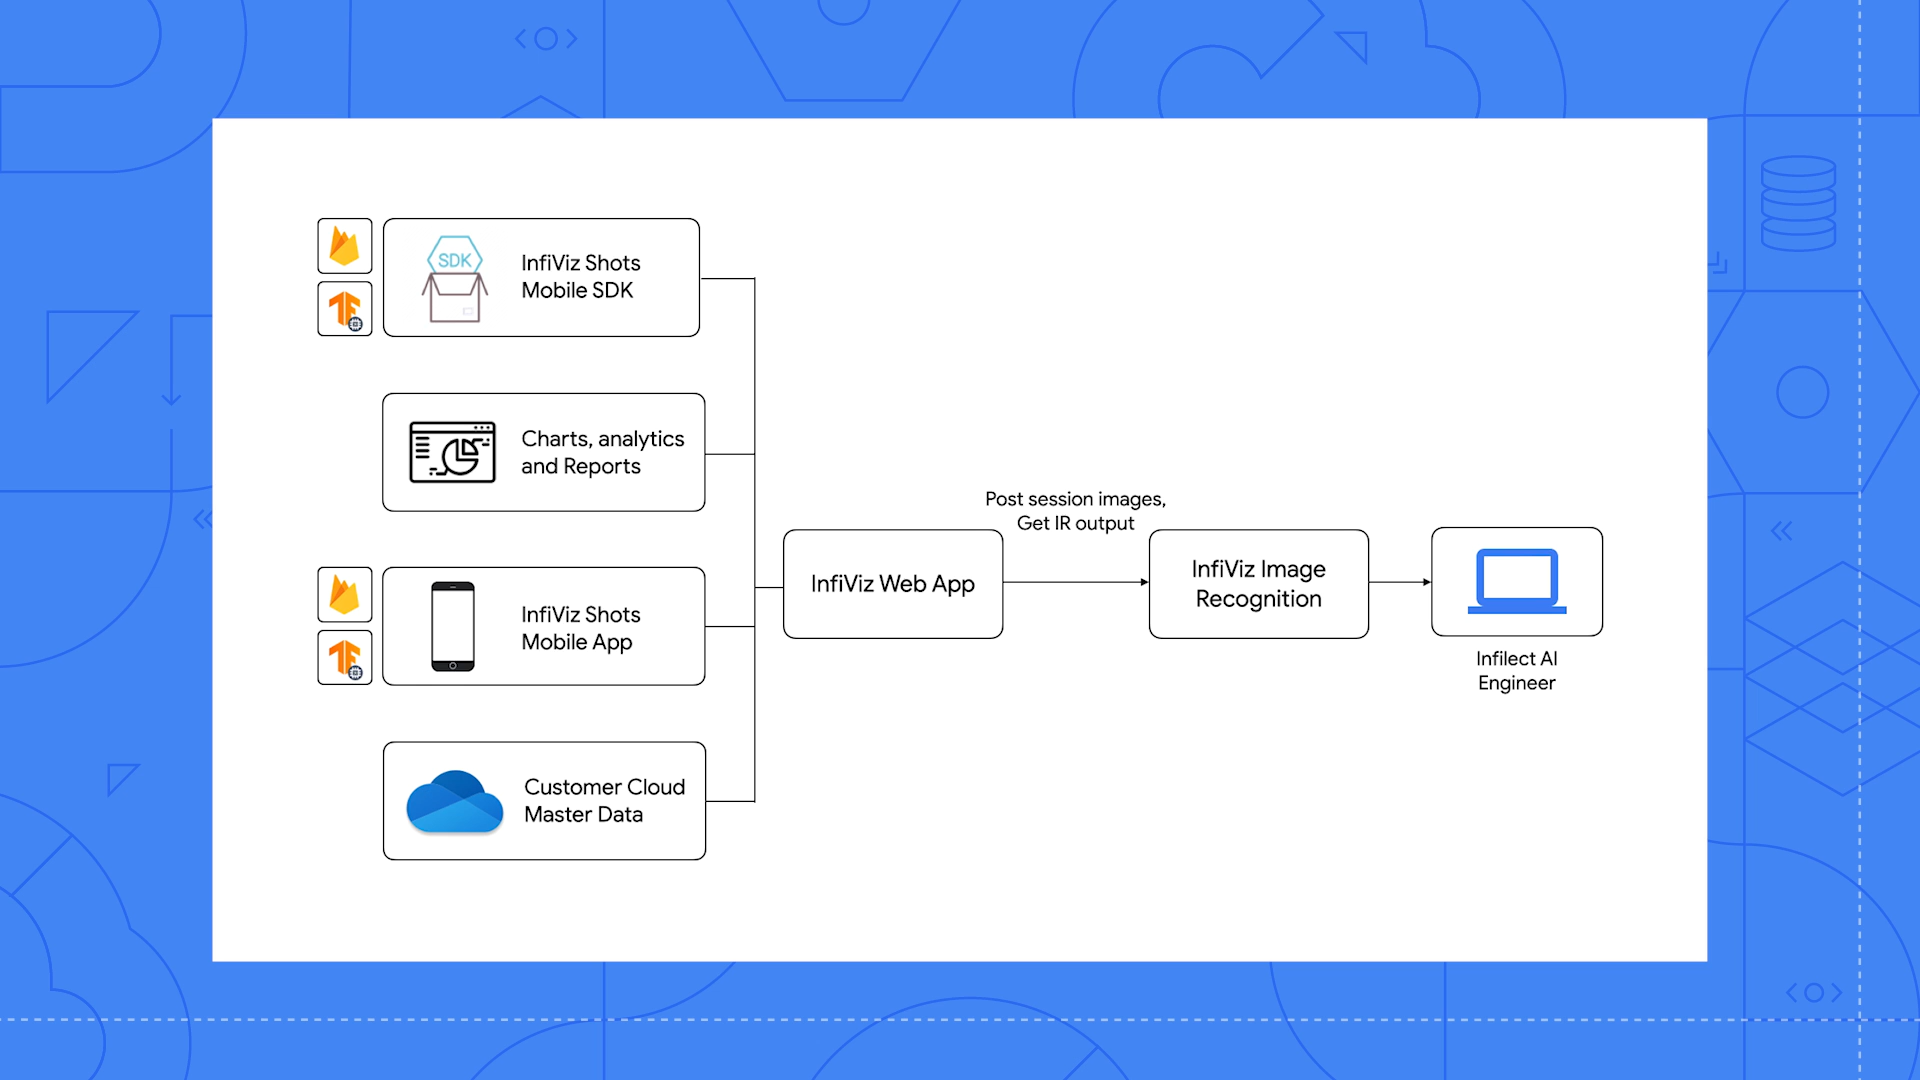 SDK
InfiViz Shots
Mobile SDK
Charts, analytics
and Reports
InfiViz Shots
Mobile App
Customer Cloud
Master Data
InfiViz Web App
Post session images,
Get IR output
InfiViz Image
Recognition
Infilect AI
Engineer